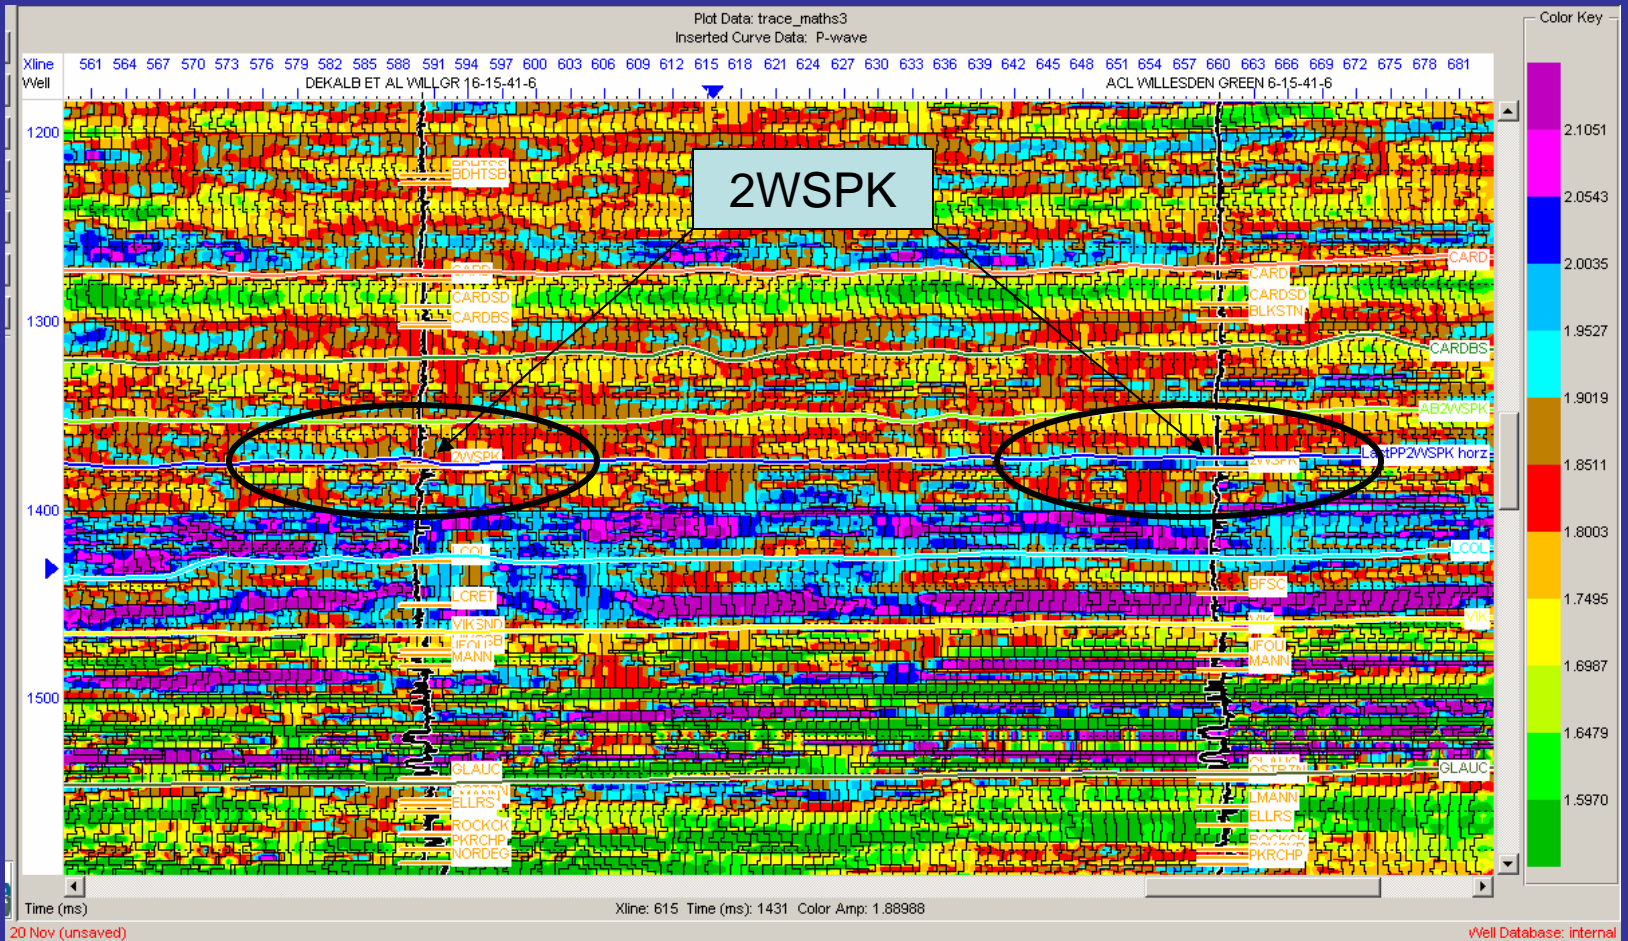 Plot Data: trace_maths3
Inserted Curve Data: P-wave
Color Key
Xline 561 564 567 570 573 576 579 582 585 588 591 594 597 600 603 606 609 612 615 618 621 624 627 630 633 636 639 642 645 648 651 654 657 660 663 666 669 672 675 678 681
Well DEKALB ET AL WILLGR 16-15-41-6 ACL WILLESDEN GREEN 6-15-41-6
1200
BDHTSB
2WSPK
CARD
CARD
CARDSD
CARDSD
CARDBS
BLKSTN
1300
CARDBS
AB2WSPK
2WSPK
2WSPK
LastPP2WSPK horz
1400
LCOL
LCOL
BFSC
LCRET
VIKSND
VIK
VIK
JFOU
MANN
MANN
1500
GLAUC
GLAUC
LMANN
ELLRS
ELLRS
ROCKCK
PKRCHP
PKRCHP
NORDEG
2.1051
2.0543
2.0035
1.9527
1.9019
1.8511
1.8003
1.7495
1.6987
1.6479
1.5970
Time (ms)
Xline: 615 Time (ms): 1431 Color Amp: 1.88988
20 Nov (unsaved)
Well Database: internal